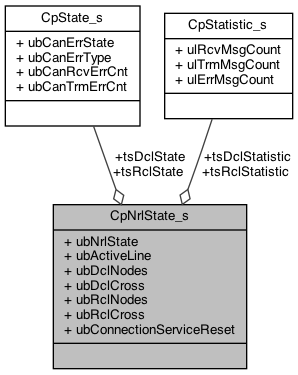 CpState_s
+ ubCanErrState
+ ubCanErrType
+ ubCanRcvErrCnt
+ ubCanTrmErrCnt
CpStatistic_s
+ ulRcvMsgCount
+ ulTrmMsgCount
+ ulErrMsgCount
+tsDclState
+tsRclState
+tsDclStatistic
+tsRclStatistic
CpNrlState_s
+ ubNrlState
+ ubActiveLine
+ ubDclNodes
+ ubDclCross
+ ubRclNodes
+ ubRclCross
+ ubConnectionServiceReset